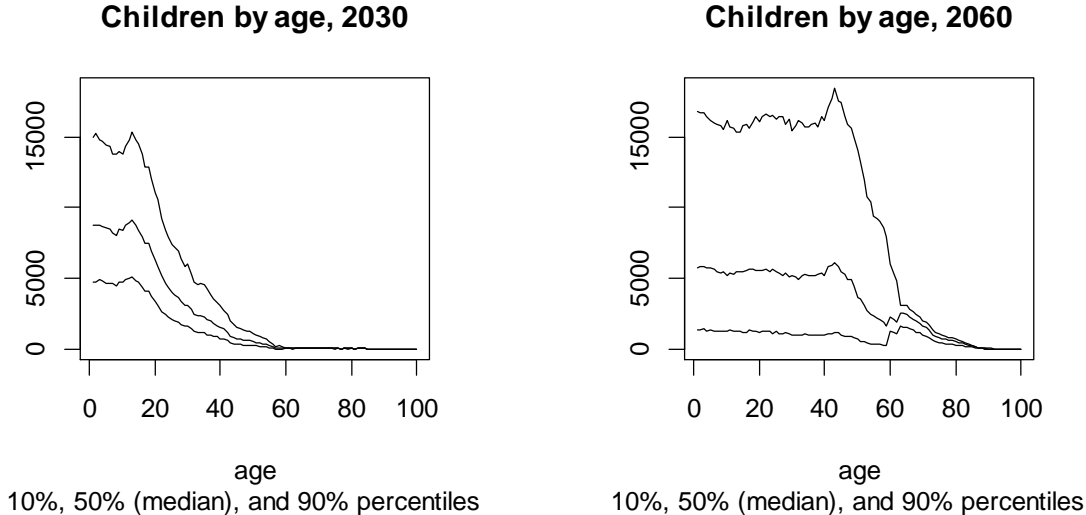 Children by age, 2030
15000
5000
0
0 20 40 60 80 100
age
10%, 50% (median), and 90% percentiles
Children by age, 2060
15000
5000
0
0 20 40 60 80 100
age
10%, 50% (median), and 90% percentiles